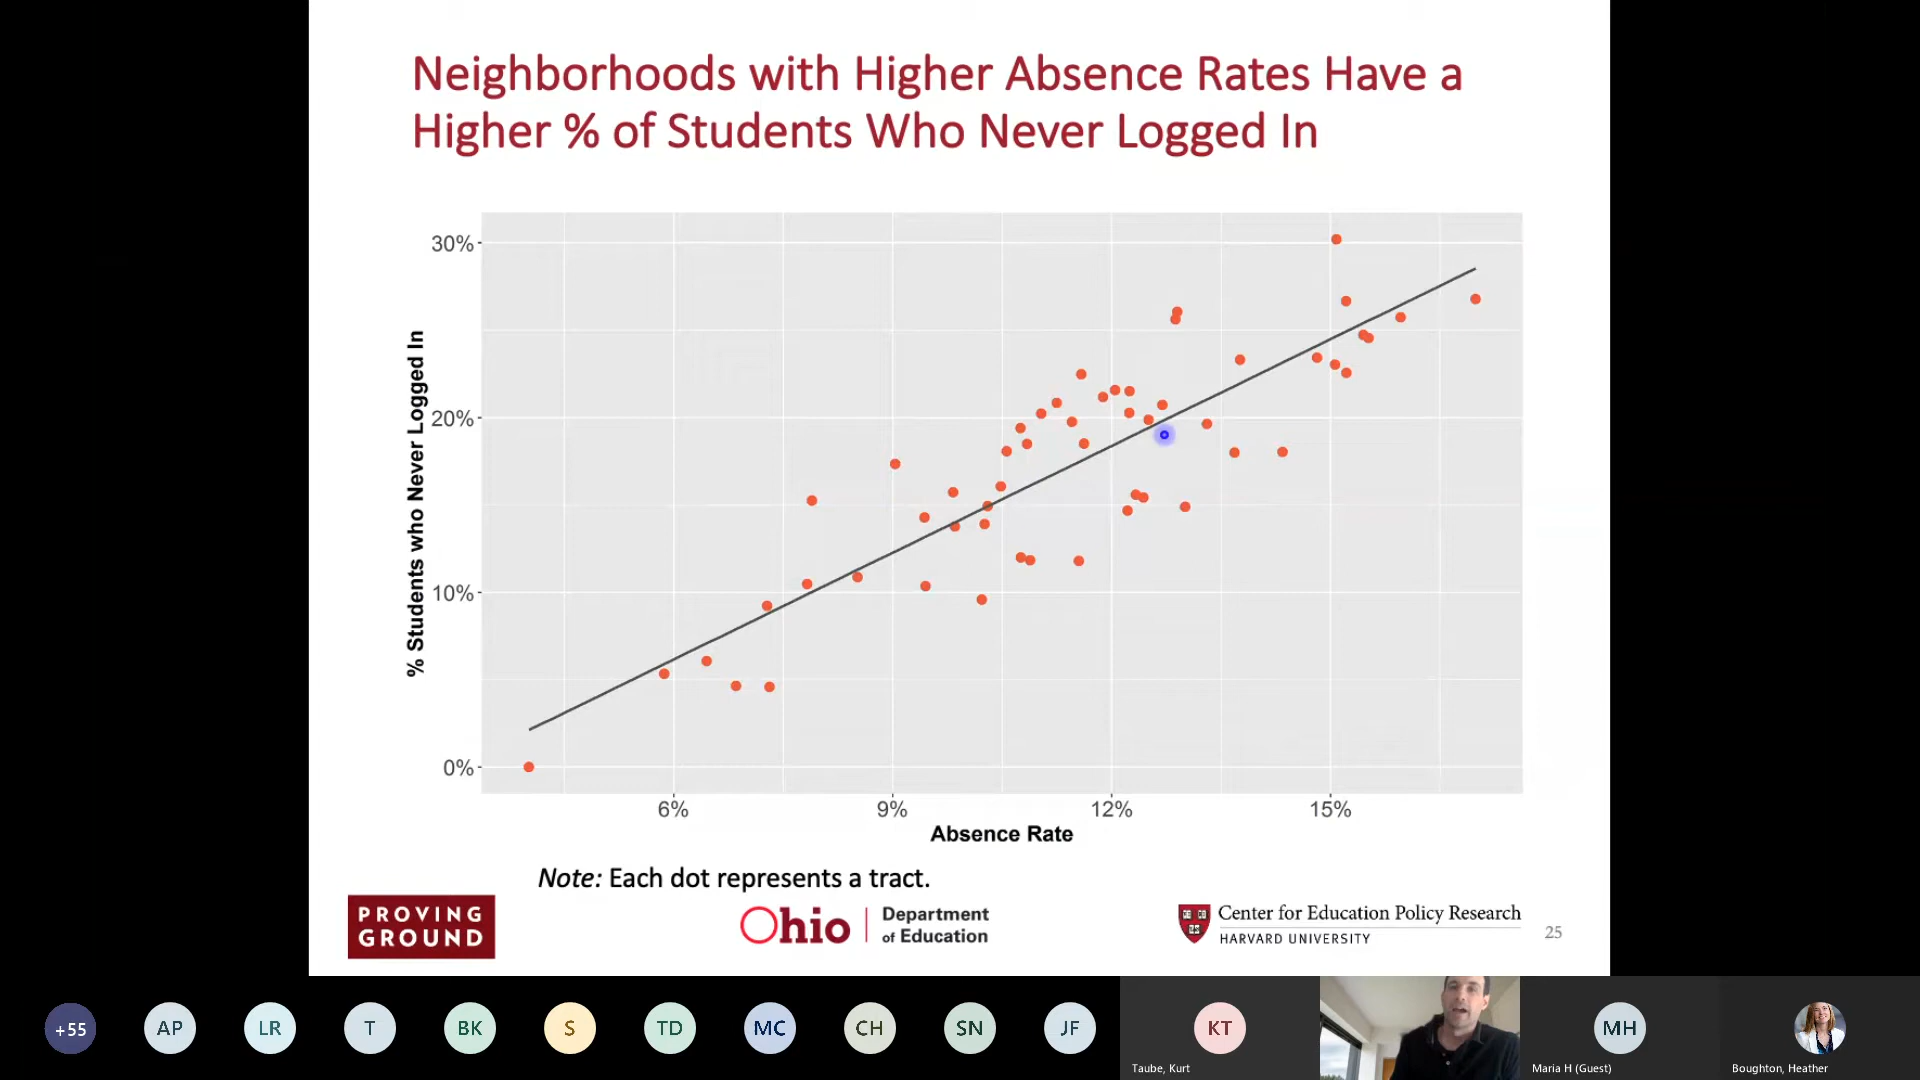 Neighborhoods with Higher Absence Rates Have a
Higher % of Students Who Never Logged In
% Students who Never Logged In
30%
20%
10%
0%
6%
9%
12%
15%
Absence Rate
Note: Each dot represents a tract.
PROVING
GROUND
Ohio
Department
of Education
Center for Education Policy Research
HARVARD UNIVERSITY
25
+55
AP
LR
T
BK
S
TD
MC
CH
SN
JF
KT
Taube, Kurt
MH
Maria H (Guest)
Boughton, Heather